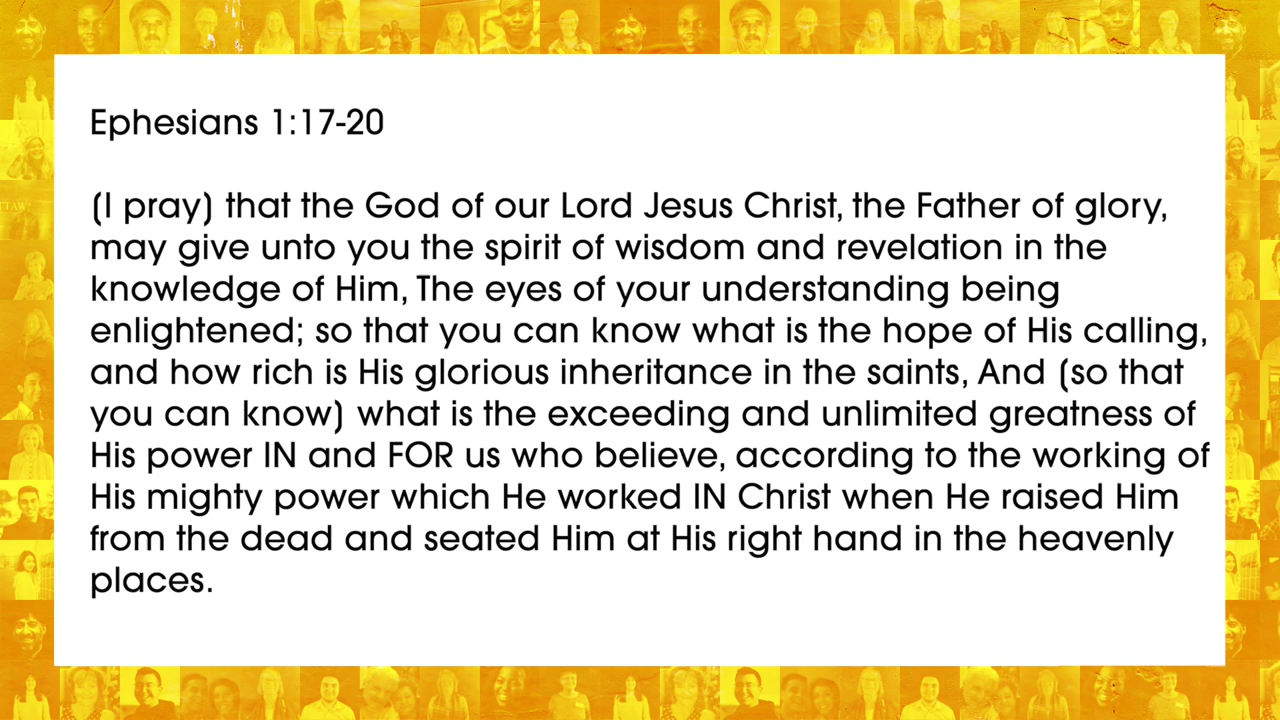 Ephesians 1:17-20
(I pray) that the God of our Lord Jesus Christ, the Father of glory,
may give unto you the spirit of wisdom and revelation in the
knowledge of Him, The eyes of your understanding being
enlightened; so that you can know what is the hope of His calling,
and how rich is His glorious inheritance in the saints, And (so that
you can know) what is the exceeding and unlimited greatness of
His power IN and FOR us who believe, according to the working of
His mighty power which He worked IN Christ when He raised Him
from the dead and seated Him at His right hand in the heavenly
places.